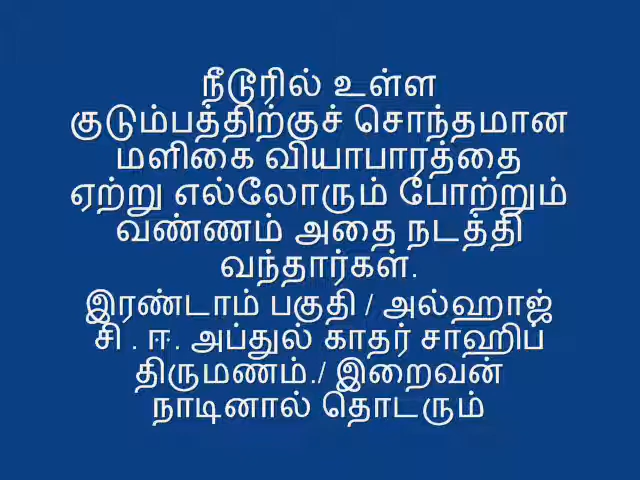 நீடூரில் உள்ள
குடும்பத்திற்குச் சொந்தமான
மளிகை வியாபாரத்தை
ஏற்று எல்லோரும் போற்றும்
வண்ணம் அதை நடத்தி
வந்தார்கள்.
இரண்டாம் பகுதி / அல்ஹாஜ்
சி . ஈ. அப்துல் காதர் சாஹிப்
திருமணம்./ இறைவன்
நாடினால் தொடரும்